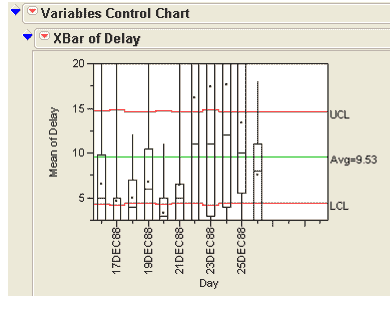 Variables Control Chart
XBar of Delay
Mean of Delay
20
15
10
5
UCL
Avg=9.53
LCL
17DEC88
19DEC88
21DEC88
23DEC88
25DEC88
Day